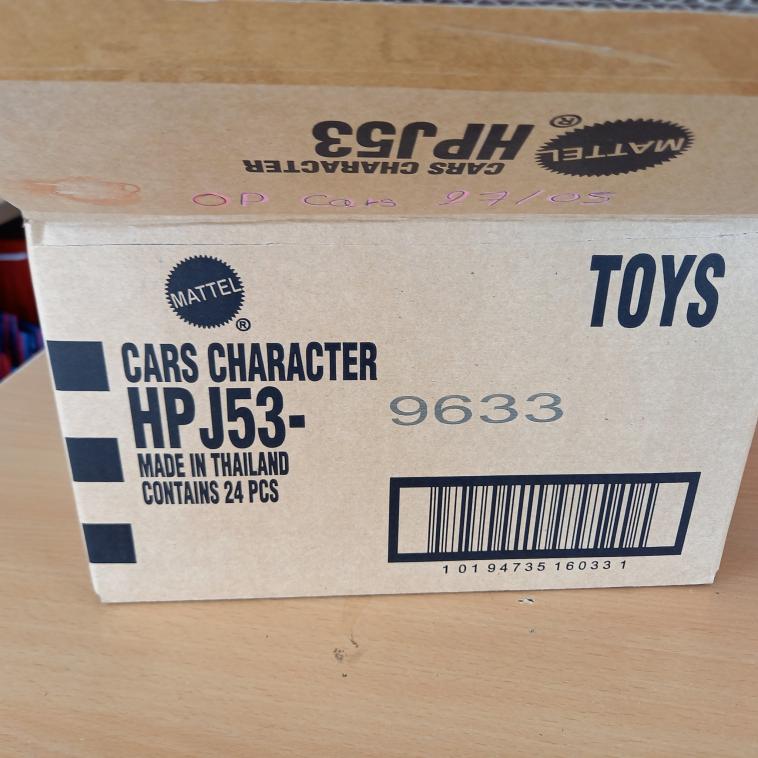 MATTEL ® HPJ53
CARS CHARACTER
OP Cars 27/05
MATTEL ®
TOYS
CARS CHARACTER
HPJ53- 9633
MADE IN THAILAND
CONTAINS 24 PCS
1 01 94735 16033 1